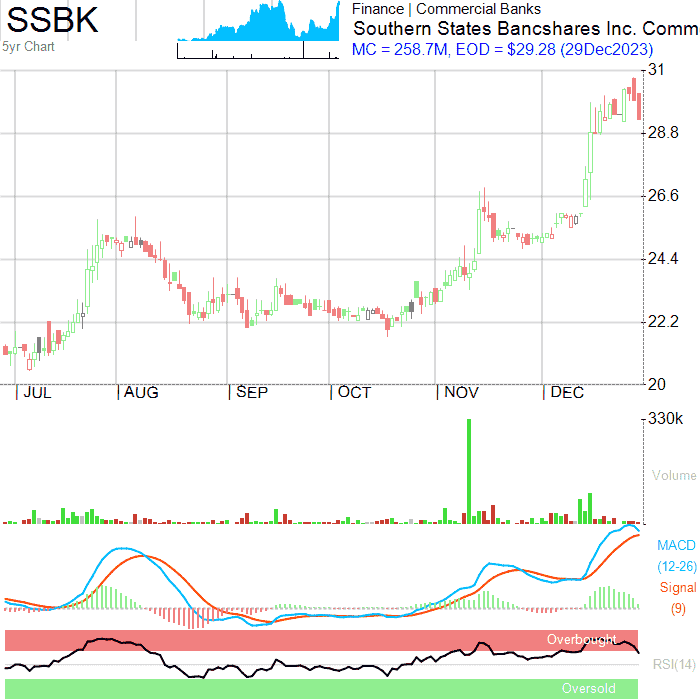 SSBK
5yr Chart
Finance | Commercial Banks
Southern States Bancshares Inc. Comm
MC = 258.7M, EOD = $29.28 (29Dec2023)
31
28.8
26.6
24.4
22.2
20
JUL AUG SEP OCT NOV DEC
330k
Volume
MACD
(12-26)
Signal
(9)
Overbought
RSI(14)
Oversold